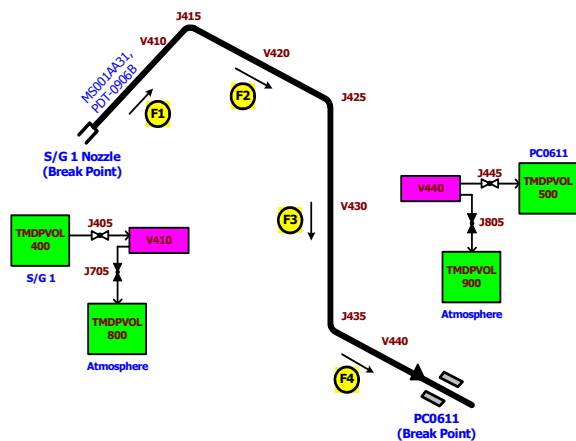 J415
V410
V420
MS001AA31,
PDT-0906B
F1
F2
J425
S/G 1 Nozzle
(Break Point)
PC0611
J445
V440
TMDPVOL
500
J805
V430
F3
TMDPVOL
400
J405
V410
S/G 1
J705
TMDPVOL
900
Atmosphere
TMDPVOL
800
Atmosphere
J435
V440
F4
PC0611
(Break Point)